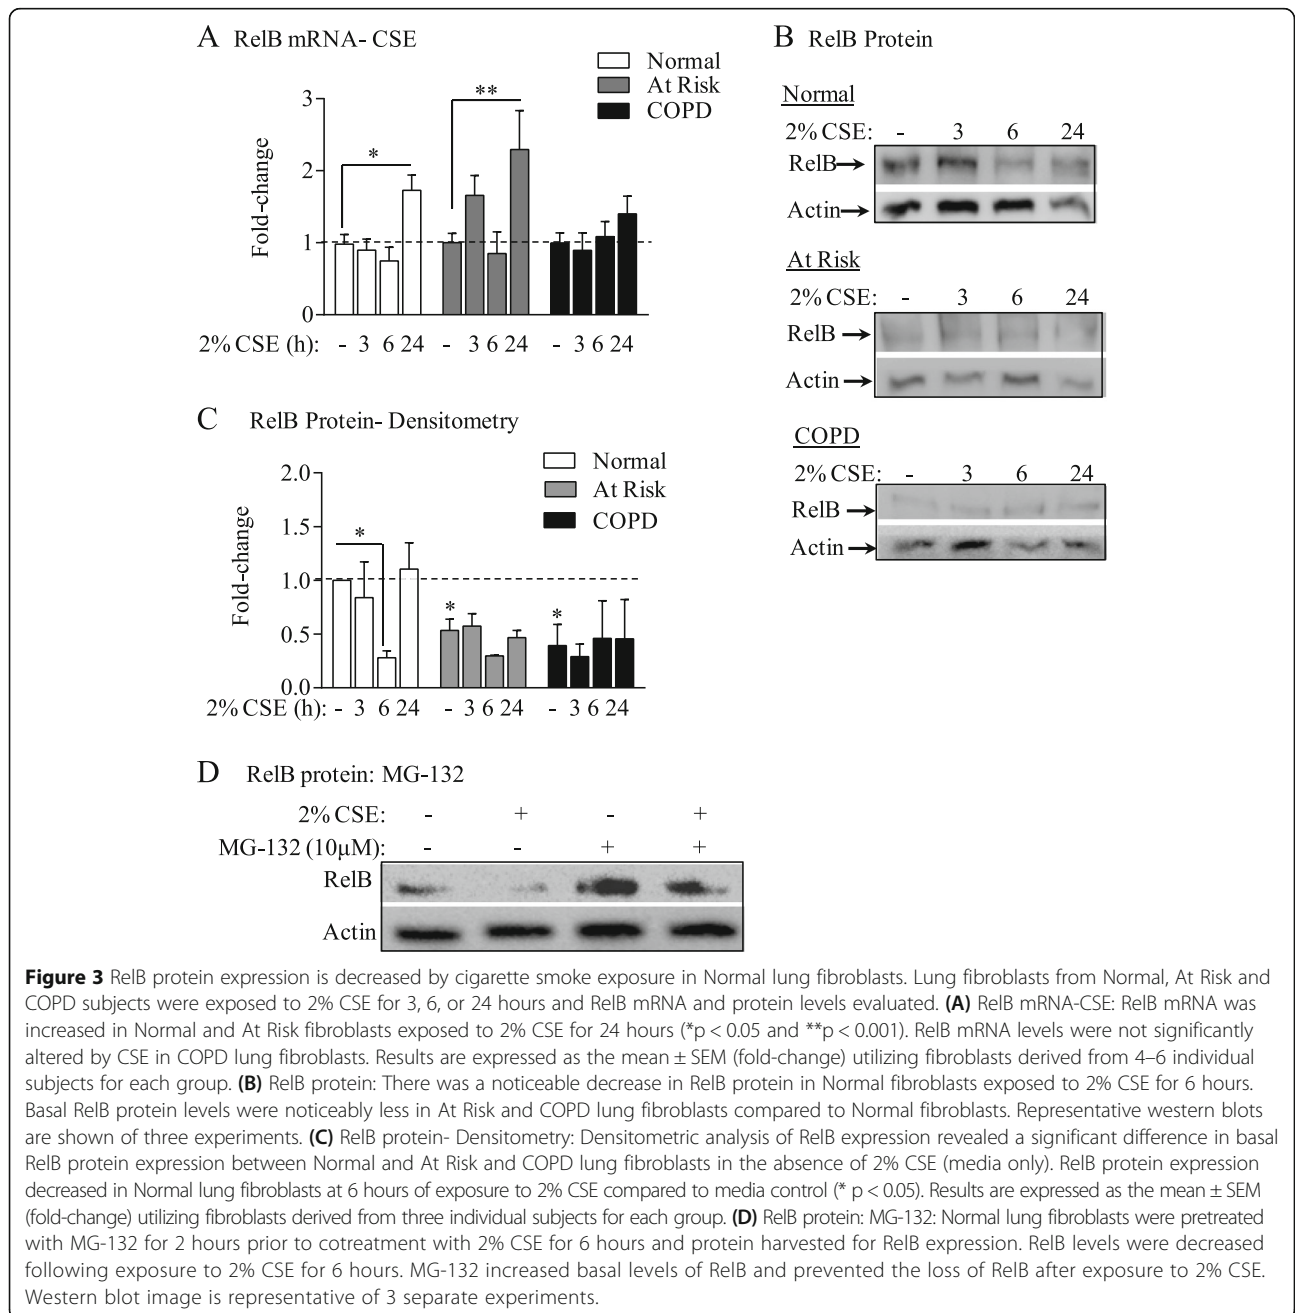 A RelB mRNA- CSE
Normal
At Risk
COPD
**
*
3
2
1
0
Fold-change
2% CSE (h): - 3 6 24 - 3 6 24 - 3 6 24
B RelB Protein
Normal
2% CSE: - 3 6 24
RelB
Actin
At Risk
2% CSE: - 3 6 24
RelB
Actin
COPD
2% CSE: - 3 6 24
RelB
Actin
C RelB Protein- Densitometry
Normal
At Risk
COPD
2.0
1.5
1.0
0.5
0.0
Fold-change
*
*
*
2% CSE (h): - 3 6 24 - 3 6 24 - 3 6 24
D RelB protein: MG-132
2% CSE: - + - +
MG-132 (10μM): - - + +
RelB
Actin
Figure 3 RelB protein expression is decreased by cigarette smoke exposure in Normal lung fibroblasts. Lung fibroblasts from Normal, At Risk and
COPD subjects were exposed to 2% CSE for 3, 6, or 24 hours and RelB mRNA and protein levels evaluated. (A) RelB mRNA-CSE: RelB mRNA was
increased in Normal and At Risk fibroblasts exposed to 2% CSE for 24 hours (*p < 0.05 and **p < 0.001). RelB mRNA levels were not significantly
altered by CSE in COPD lung fibroblasts. Results are expressed as the mean ± SEM (fold-change) utilizing fibroblasts derived from 4–6 individual
subjects for each group. (B) RelB protein: There was a noticeable decrease in RelB protein in Normal fibroblasts exposed to 2% CSE for 6 hours.
Basal RelB protein levels were noticeably less in At Risk and COPD lung fibroblasts compared to Normal fibroblasts. Representative western blots
are shown of three experiments. (C) RelB protein- Densitometry: Densitometric analysis of RelB expression revealed a significant difference in basal
RelB protein expression between Normal and At Risk and COPD lung fibroblasts in the absence of 2% CSE (media only). RelB protein expression
decreased in Normal lung fibroblasts at 6 hours of exposure to 2% CSE compared to media control (* p < 0.05). Results are expressed as the mean ± SEM
(fold-change) utilizing fibroblasts derived from three individual subjects for each group. (D) RelB protein: MG-132: Normal lung fibroblasts were pretreated
with MG-132 for 2 hours prior to cotreatment with 2% CSE for 6 hours and protein harvested for RelB expression. RelB levels were decreased
following exposure to 2% CSE for 6 hours. MG-132 increased basal levels of RelB and prevented the loss of RelB after exposure to 2% CSE.
Western blot image is representative of 3 separate experiments.